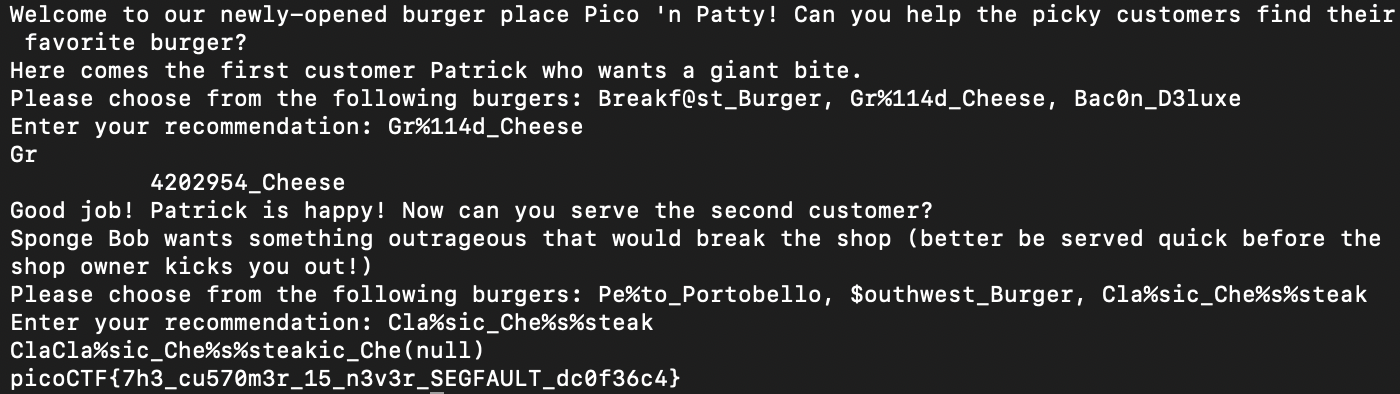 Welcome to our newly-opened burger place Pico 'n Patty! Can you help the picky customers find their
 favorite burger?
Here comes the first customer Patrick who wants a giant bite.
Please choose from the following burgers: Breakf@st_Burger, Gr%114d_Cheese, Bac0n_D3luxe
Enter your recommendation: Gr%114d_Cheese
Gr
           4202954_Cheese
Good job! Patrick is happy! Now can you serve the second customer?
Sponge Bob wants something outrageous that would break the shop (better be served quick before the
shop owner kicks you out!)
Please choose from the following burgers: Pe%to_Portobello, $outhwest_Burger, Cla%sic_Che%s%steak
Enter your recommendation: Cla%sic_Che%s%steak
ClaCla%sic_Che%s%steakic_Che(null)
picoCTF{7h3_cu570m3r_15_n3v3r_SEGFAULT_dc0f36c4}